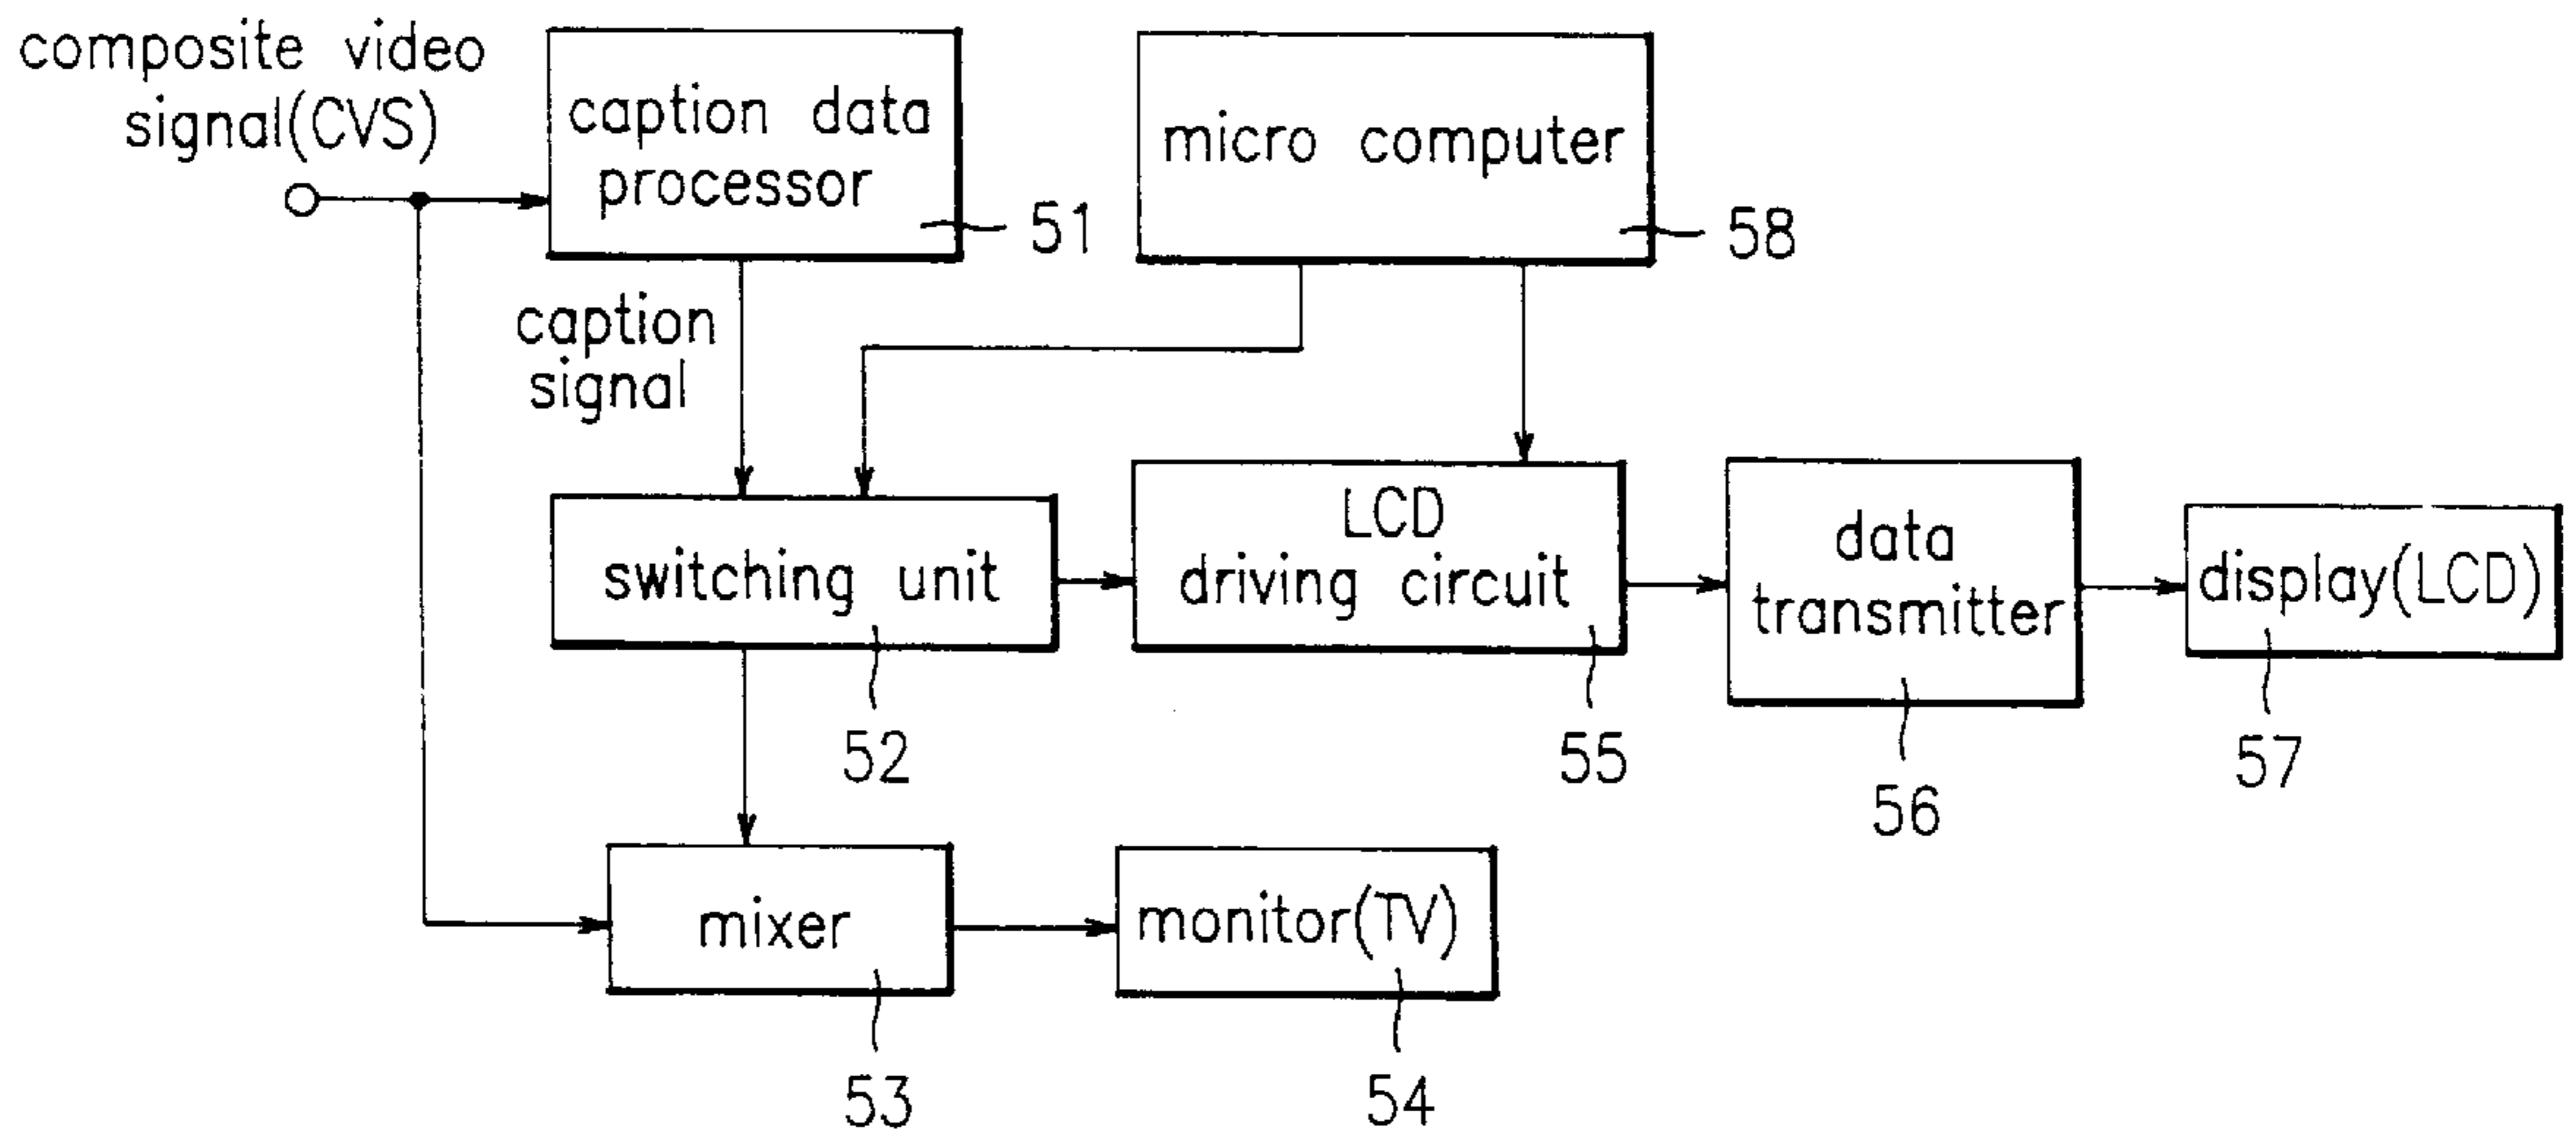 composite video
signal(CVS)
caption data
processor
51
micro computer
58
caption
signal
switching unit
52
LCD
driving circuit
55
data
transmitter
56
display(LCD)
57
mixer
53
monitor(TV)
54